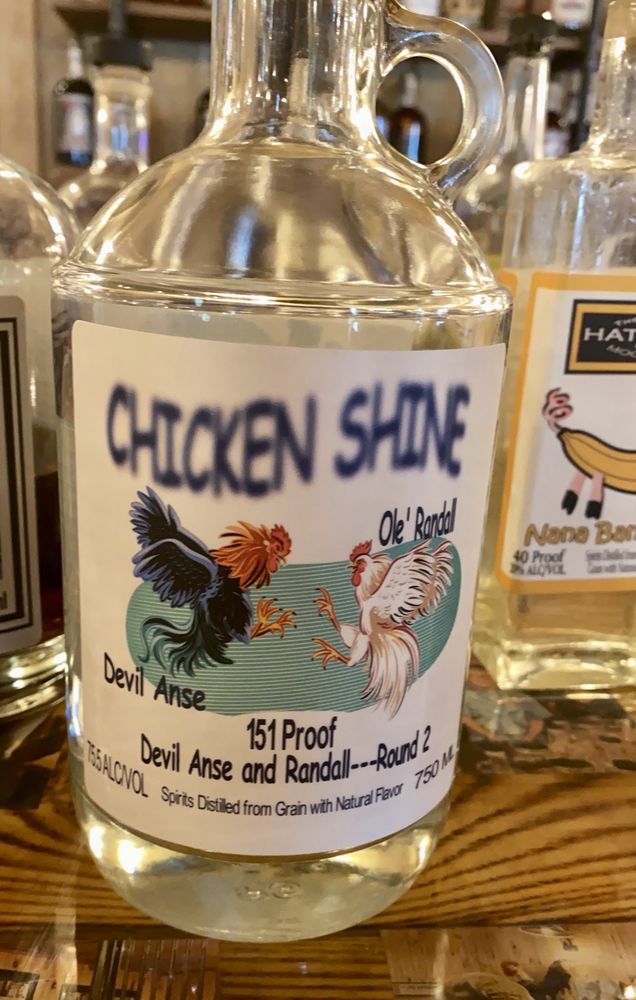 CHICKEN SHINE
Ole' Randall
Devil Anse
151 Proof
Devil Anse and Randall---Round 2
75.5 ALC/VOL
Spirits Distilled from Grain with Natural Flavor
750 ML
HAT
Nana Ban
40 Proof